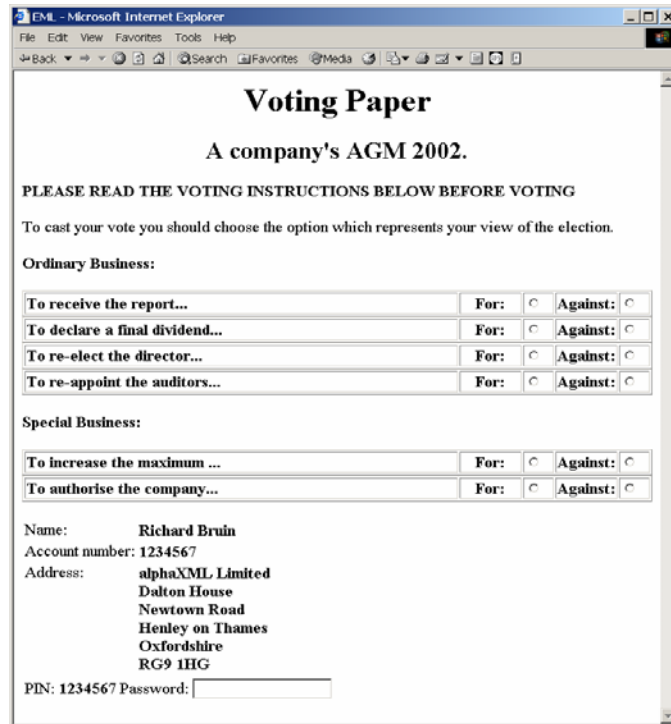 EML - Microsoft Internet Explorer
File Edit View Favorites Tools Help
Back Search Favorites Media
Voting Paper
A company's AGM 2002.
PLEASE READ THE VOTING INSTRUCTIONS BELOW BEFORE VOTING
To cast your vote you should choose the option which represents your view of the election.
Ordinary Business:
To receive the report... For: Against:
To declare a final dividend... For: Against:
To re-elect the director... For: Against:
To re-appoint the auditors... For: Against:
Special Business:
To increase the maximum ... For: Against:
To authorise the company... For: Against:
Name: Richard Bruin
Account number: 1234567
Address: alphaXML Limited
Dalton House
Newtown Road
Henley on Thames
Oxfordshire
RG9 1HG
PIN: 1234567 Password: